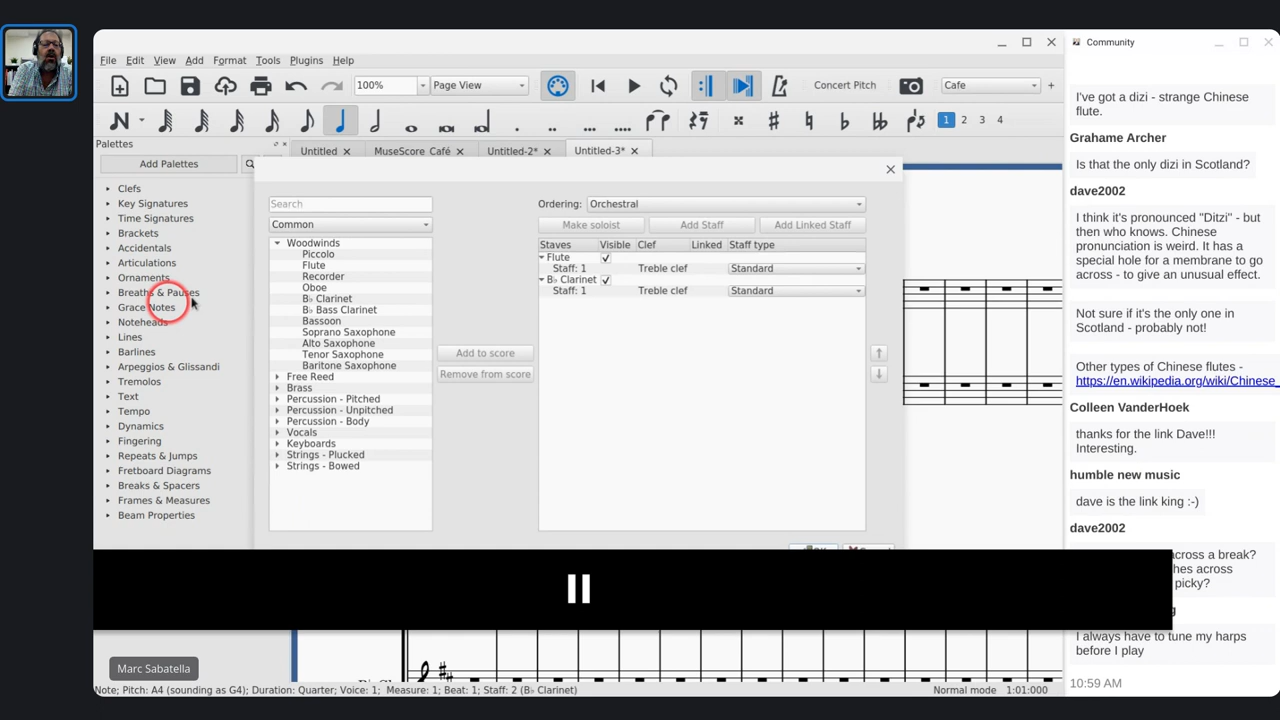 File Edit View Add Format Tools Plugins Help
100% Page View Concert Pitch Cafe +
1 2 3 4
Palettes
Add Palettes
Untitled MuseScore Café Untitled-2* Untitled-3*
Clefs
Key Signatures
Time Signatures
Brackets
Accidentals
Articulations
Ornaments
Breaths & Pauses
Grace Notes
Noteheads
Lines
Barlines
Arpeggios & Glissandi
Tremolos
Text
Tempo
Dynamics
Fingering
Repeats & Jumps
Fretboard Diagrams
Breaks & Spacers
Frames & Measures
Beam Properties
Search
Common
Woodwinds
Piccolo
Flute
Recorder
Oboe
B♭ Clarinet
B♭ Bass Clarinet
Bassoon
Soprano Saxophone
Alto Saxophone
Tenor Saxophone
Baritone Saxophone
Free Reed
Brass
Percussion - Pitched
Percussion - Unpitched
Percussion - Body
Vocals
Keyboards
Strings - Plucked
Strings - Bowed
Add to score
Remove from score
Ordering: Orchestral
Make soloist Add Staff Add Linked Staff
Staves Visible Clef Linked Staff type
Flute
Staff: 1 Treble clef Standard
B♭ Clarinet
Staff: 1 Treble clef Standard
Marc Sabatella
Note; Pitch: A4 (sounding as G4); Duration: Quarter; Voice: 1; Measure: 1; Beat: 1; Staff: 2 (B♭ Clarinet) Normal mode 1:01:000
Community
I've got a dizi - strange Chinese
flute.
Grahame Archer
Is that the only dizi in Scotland?
dave2002
I think it's pronounced "Ditzi" - but
then who knows. Chinese
pronunciation is weird. It has a
special hole for a membrane to go
across - to give an unusual effect.
Not sure if it's the only one in
Scotland - probably not!
Other types of Chinese flutes -
https://en.wikipedia.org/wiki/Chinese_
Colleen VanderHoek
thanks for the link Dave!!!
Interesting.
humble new music
dave is the link king :-)
dave2002
across a break?
across
picky?
I always have to tune my harps
before I play
10:59 AM